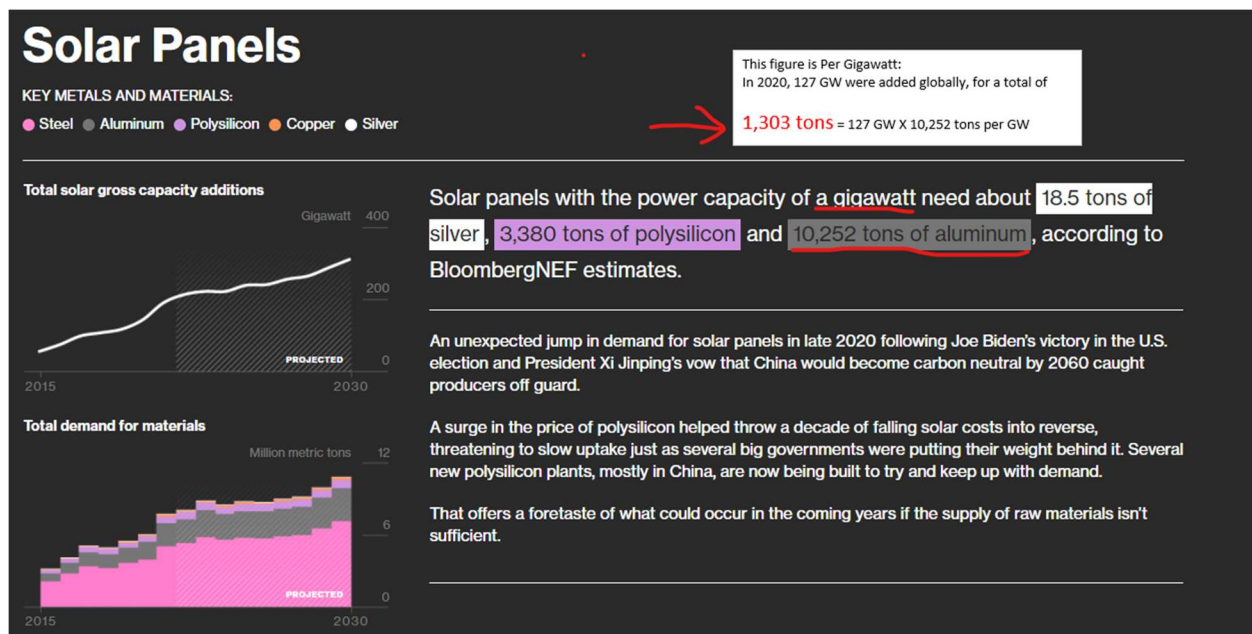 Solar Panels
KEY METALS AND MATERIALS:
Steel Aluminum Polysilicon Copper Silver
This figure is Per Gigawatt:
In 2020, 127 GW were added globally, for a total of
1,303 tons = 127 GW X 10,252 tons per GW
Total solar gross capacity additions
Gigawatt 400
200
PROJECTED 0
2015 2030
Total demand for materials
Million metric tons 12
6
PROJECTED 0
2015 2030
Solar panels with the power capacity of a gigawatt need about 18.5 tons of
silver, 3,380 tons of polysilicon and 10,252 tons of aluminum, according to
BloombergNEF estimates.
An unexpected jump in demand for solar panels in late 2020 following Joe Biden's victory in the U.S.
election and President Xi Jinping's vow that China would become carbon neutral by 2060 caught
producers off guard.
A surge in the price of polysilicon helped throw a decade of falling solar costs into reverse,
threatening to slow uptake just as several big governments were putting their weight behind it. Several
new polysilicon plants, mostly in China, are now being built to try and keep up with demand.
That offers a foretaste of what could occur in the coming years if the supply of raw materials isn't
sufficient.